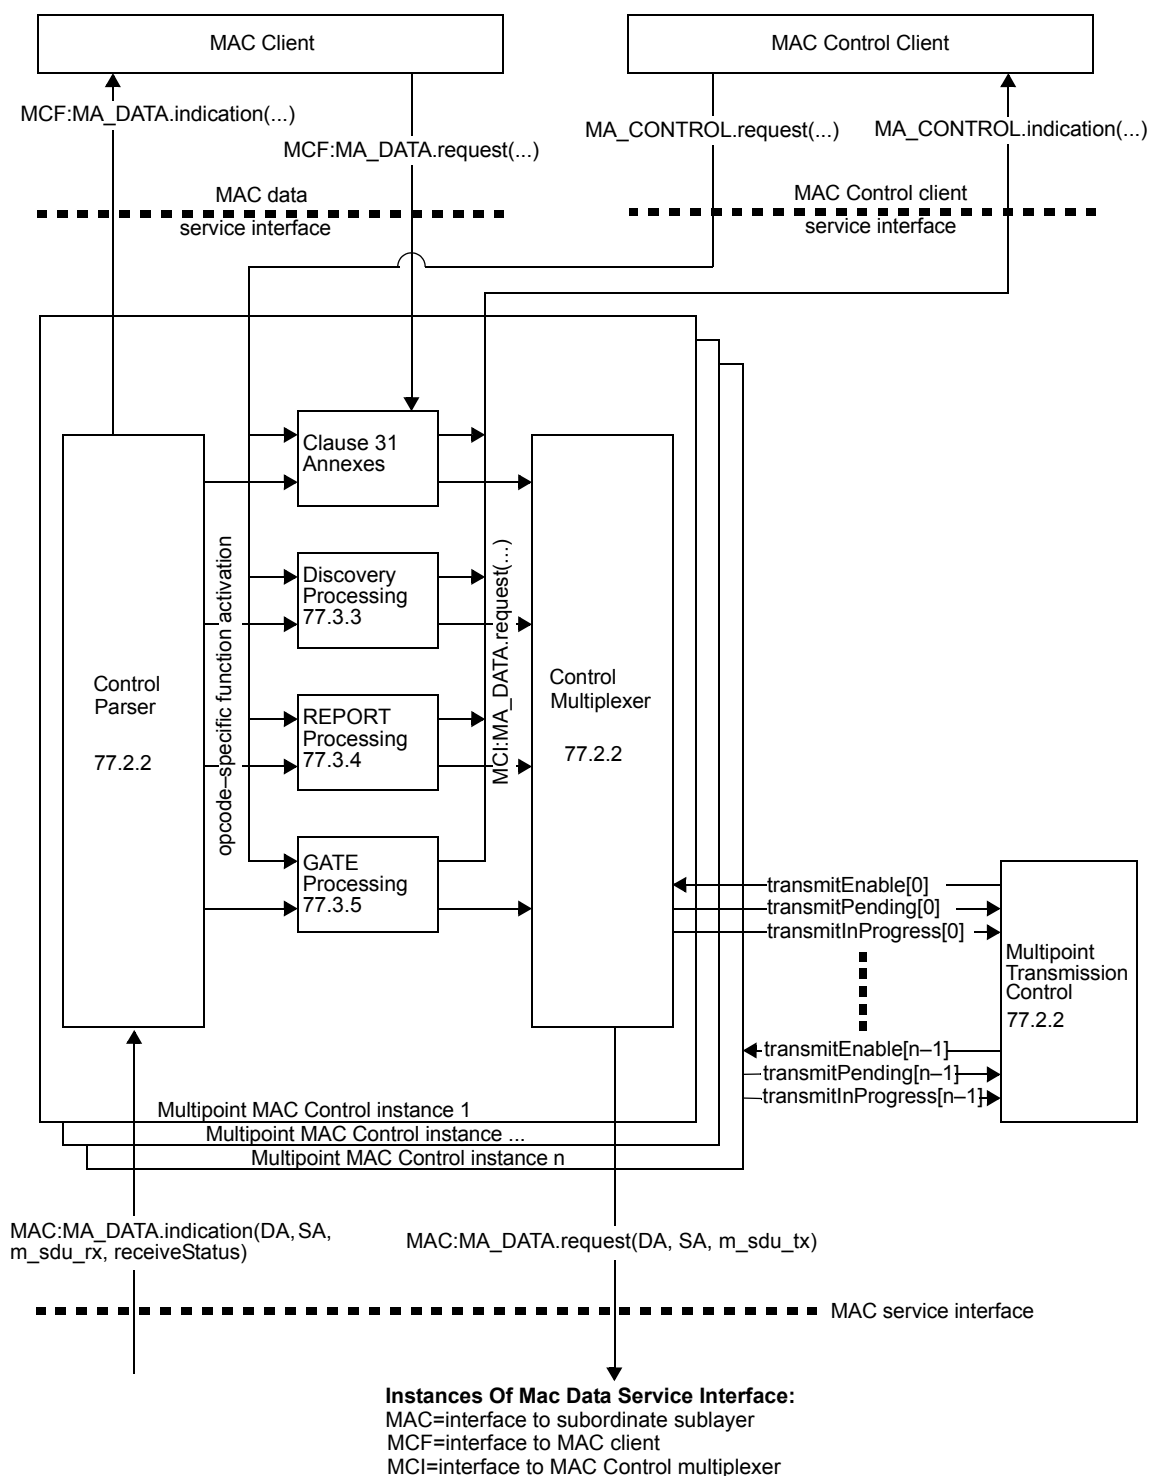 MAC Client
MAC Control Client
MCF:MA_DATA.indication(...)
MA_CONTROL.request(...)
MA_CONTROL.indication(...)
MCF:MA_DATA.request(...)
MAC data
service interface
MAC Control client
service interface
Clause 31
Annexes
Discovery
Processing
77.3.3
REPORT
Processing
77.3.4
GATE
Processing
77.3.5
Control
Parser
77.2.2
opcode–specific function activation
MCI:MA_DATA.request(...)
Control
Multiplexer
77.2.2
transmitEnable[0]
transmitPending[0]
transmitInProgress[0]
Multipoint
Transmission
Control
77.2.2
transmitEnable[n–1]
transmitPending[n–1]
transmitInProgress[n–1]
Multipoint MAC Control instance 1
Multipoint MAC Control instance ...
Multipoint MAC Control instance n
MAC:MA_DATA.indication(DA, SA,
m_sdu_rx, receiveStatus)
MAC:MA_DATA.request(DA, SA, m_sdu_tx)
MAC service interface
Instances Of Mac Data Service Interface:
MAC=interface to subordinate sublayer
MCF=interface to MAC client
MCI=interface to MAC Control multiplexer